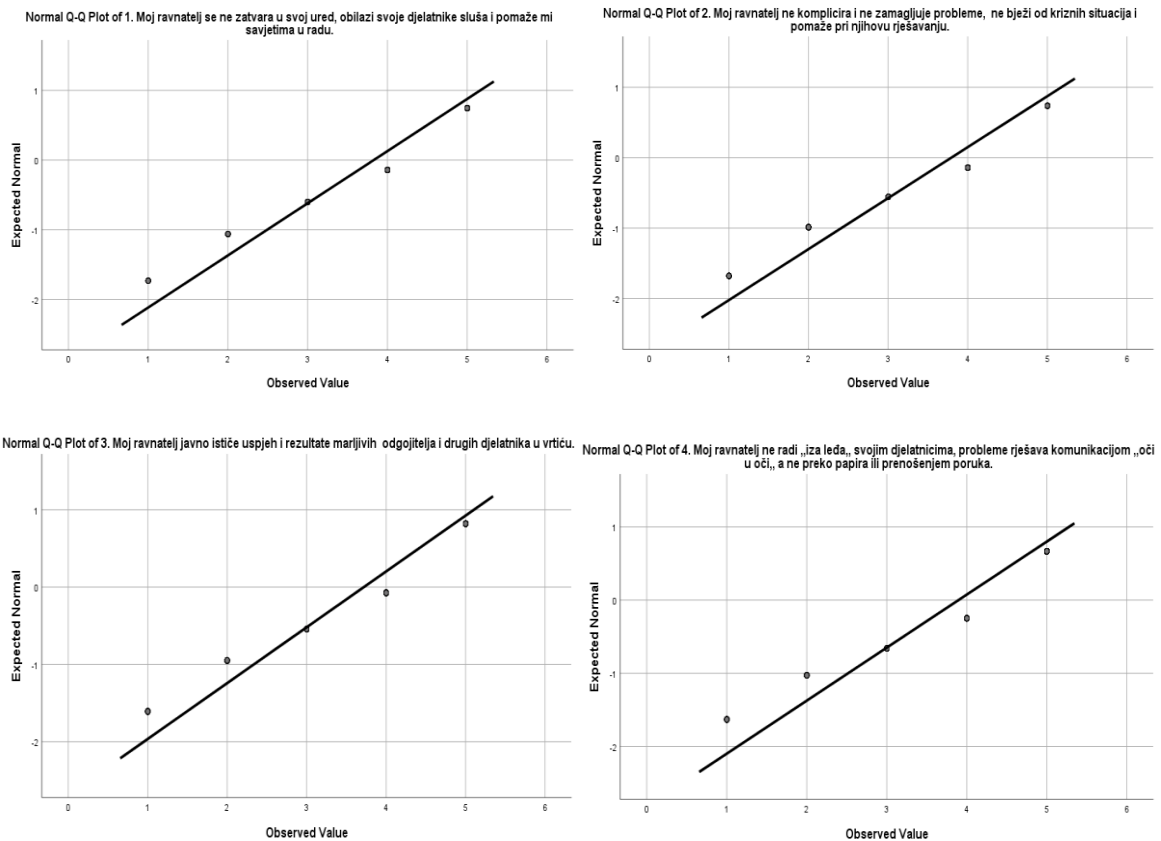 Normal Q-Q Plot of 1. Moj ravnatelj se ne zatvara u svoj ured, obilazi svoje djelatnike sluša i pomaže mi
savjetima u radu.
1
0
-1
-2
Expected Normal
0 1 2 3 4 5 6
Observed Value
Normal Q-Q Plot of 2. Moj ravnatelj ne komplicira i ne zamagljuje probleme, ne bježi od kriznih situacija i
pomaže pri njihovu rješavanju.
1
0
-1
-2
Expected Normal
0 1 2 3 4 5 6
Observed Value
Normal Q-Q Plot of 3. Moj ravnatelj javno ističe uspjeh i rezultate marljivih odgojitelja i drugih djelatnika u vrtiću.
1
0
-1
-2
Expected Normal
0 1 2 3 4 5 6
Observed Value
Normal Q-Q Plot of 4. Moj ravnatelj ne radi „iza leđa„ svojim djelatnicima, probleme rješava komunikacijom „oči
u oči„ a ne preko papira ili prenošenjem poruka.
1
0
-1
-2
Expected Normal
0 1 2 3 4 5 6
Observed Value